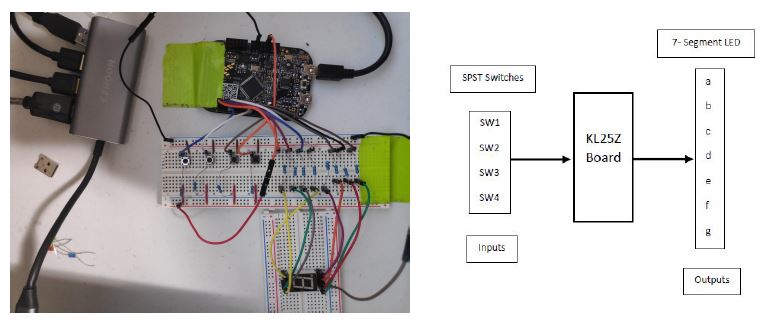 7- Segment LED
SPST Switches
SW1
SW2
SW3
SW4
KL25Z
Board
a
b
c
d
e
f
g
Inputs
Outputs